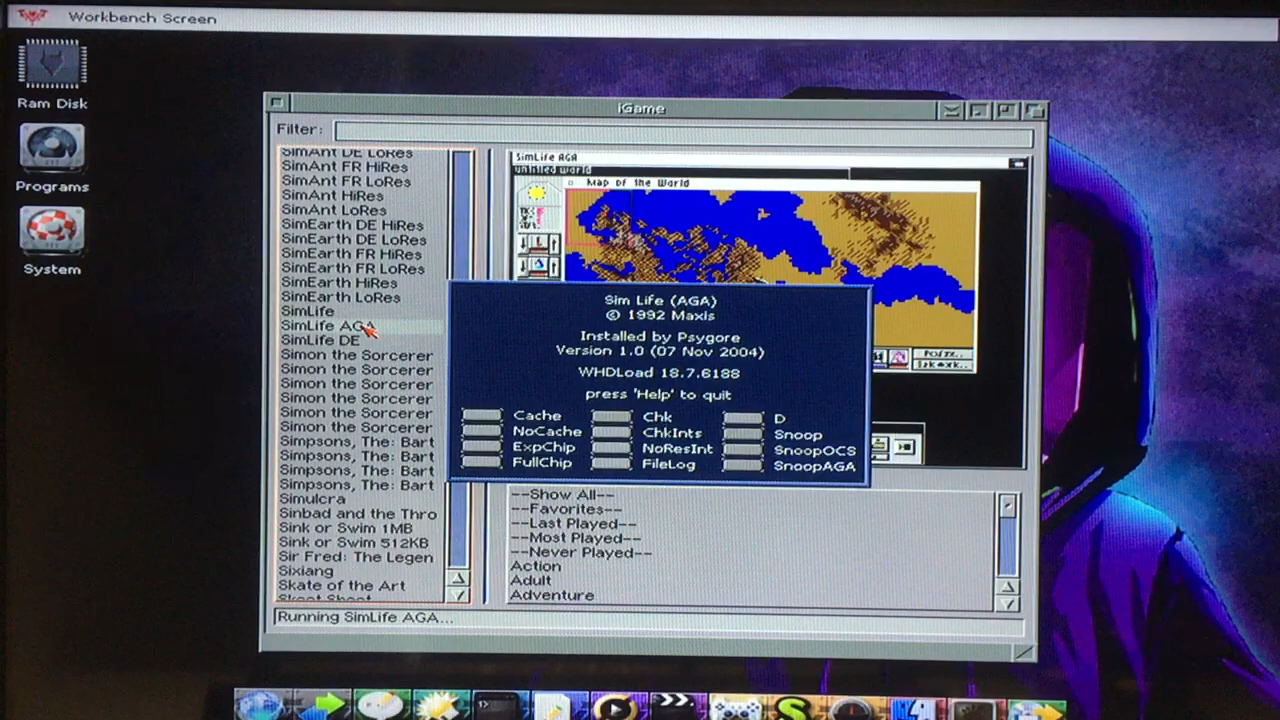 Workbench Screen
Ram Disk
Programs
System
iGame
Filter:
SimAnt DE LoRes
SimAnt FR HiRes
SimAnt FR LoRes
SimAnt HiRes
SimAnt LoRes
SimEarth DE HiRes
SimEarth DE LoRes
SimEarth FR HiRes
SimEarth FR LoRes
SimEarth HiRes
SimEarth LoRes
SimLife
SimLife AGA
SimLife DE
Simon the Sorcerer
Simon the Sorcerer
Simon the Sorcerer
Simon the Sorcerer
Simon the Sorcerer
Simon the Sorcerer
Simpsons, The: Bart
Simpsons, The: Bart
Simpsons, The: Bart
Simpsons, The: Bart
Simulcra
Sinbad and the Thro
Sink or Swim 1MB
Sink or Swim 512KB
Sir Fred: The Legen
Sixiang
Skate of the Art
SimLife AGA
untitled world
Map of the World
Sim Life (AGA)
© 1992 Maxis
Installed by Psygore
Version 1.0 (07 Nov 2004)
WHDLoad 18.7.6188
press 'Help' to quit
Cache Chk D
NoCache ChkInts Snoop
ExpChip NoResInt SnoopOCS
FullChip FileLog SnoopAGA
--Show All--
--Favorites--
--Last Played--
--Most Played--
--Never Played--
Action
Adult
Adventure
Running SimLife AGA...